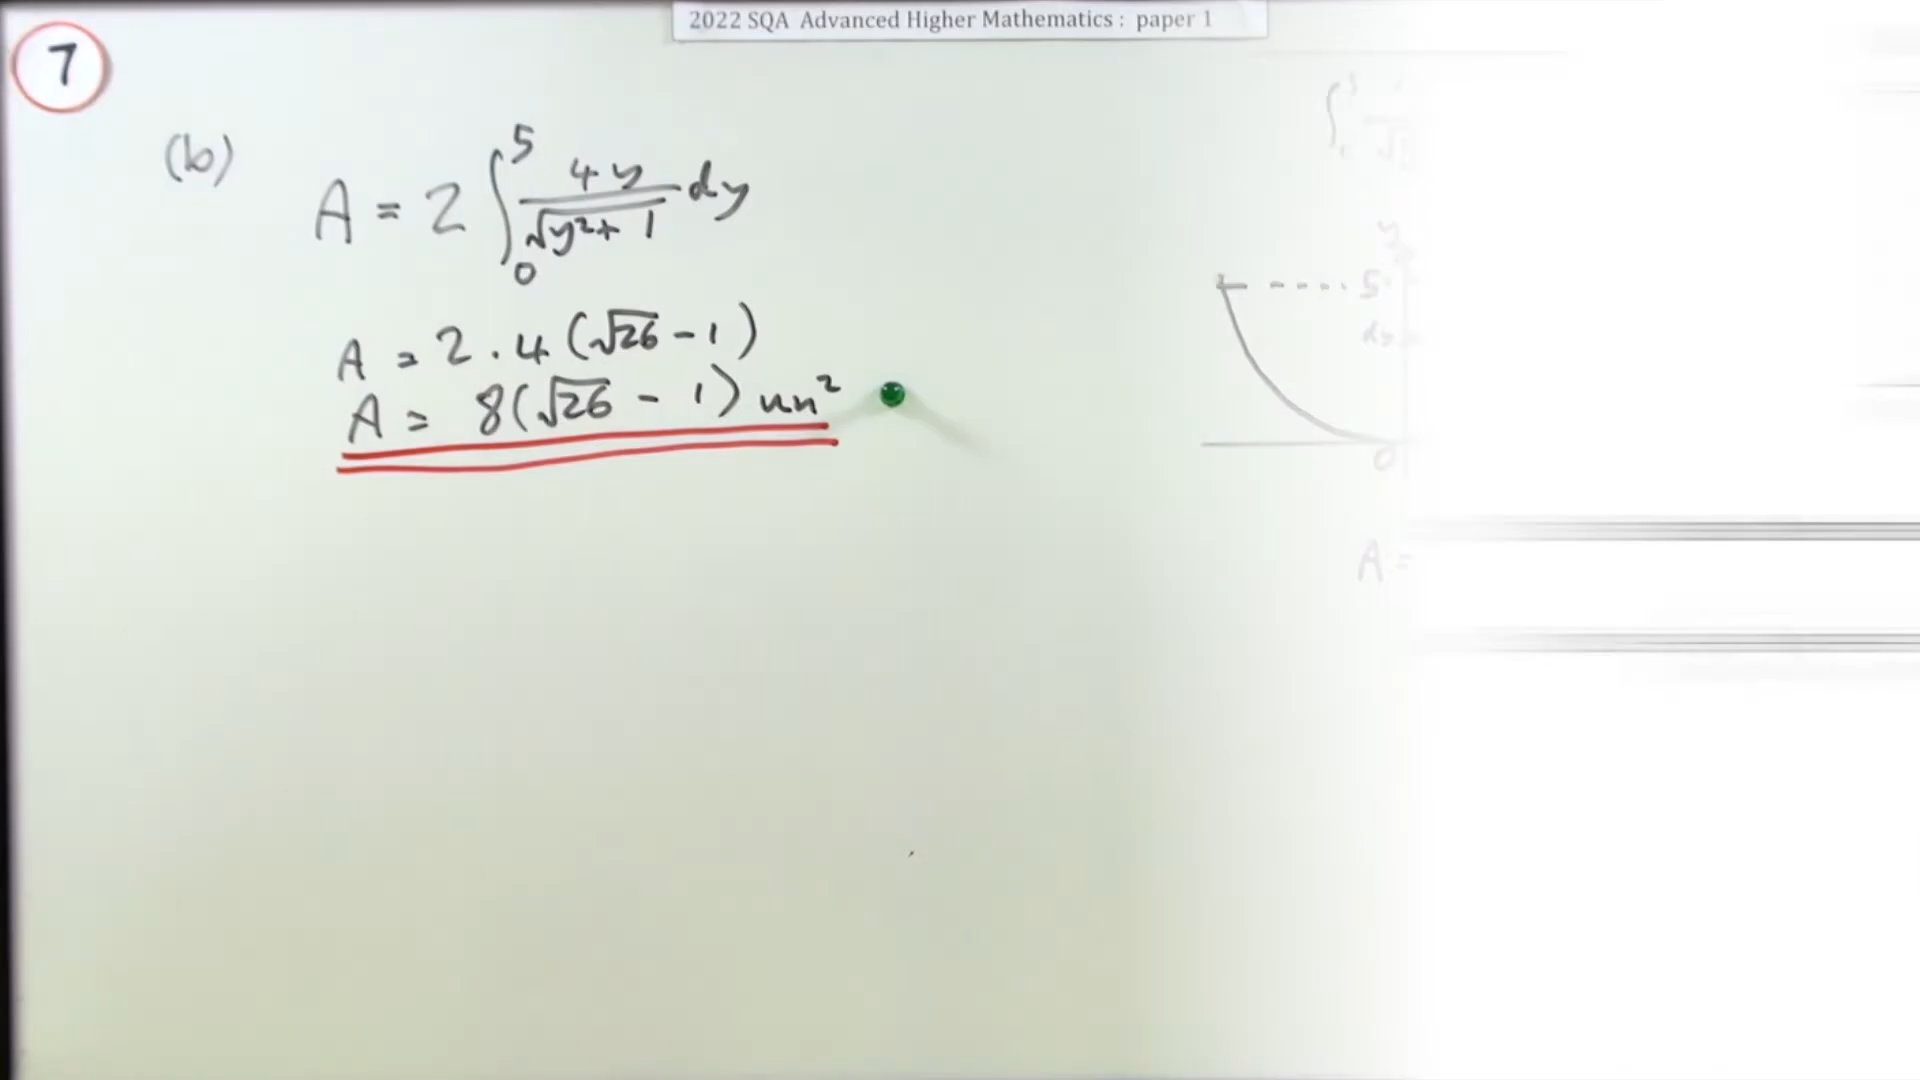 2022 SQA Advanced Higher Mathematics : paper 1
7
(b)
A = 2 ∫₀⁵ 4y/√(y²+1) dy
A = 2 . 4 (√26 - 1)
A = 8(√26 - 1) un²
y
5
dy
0
A =